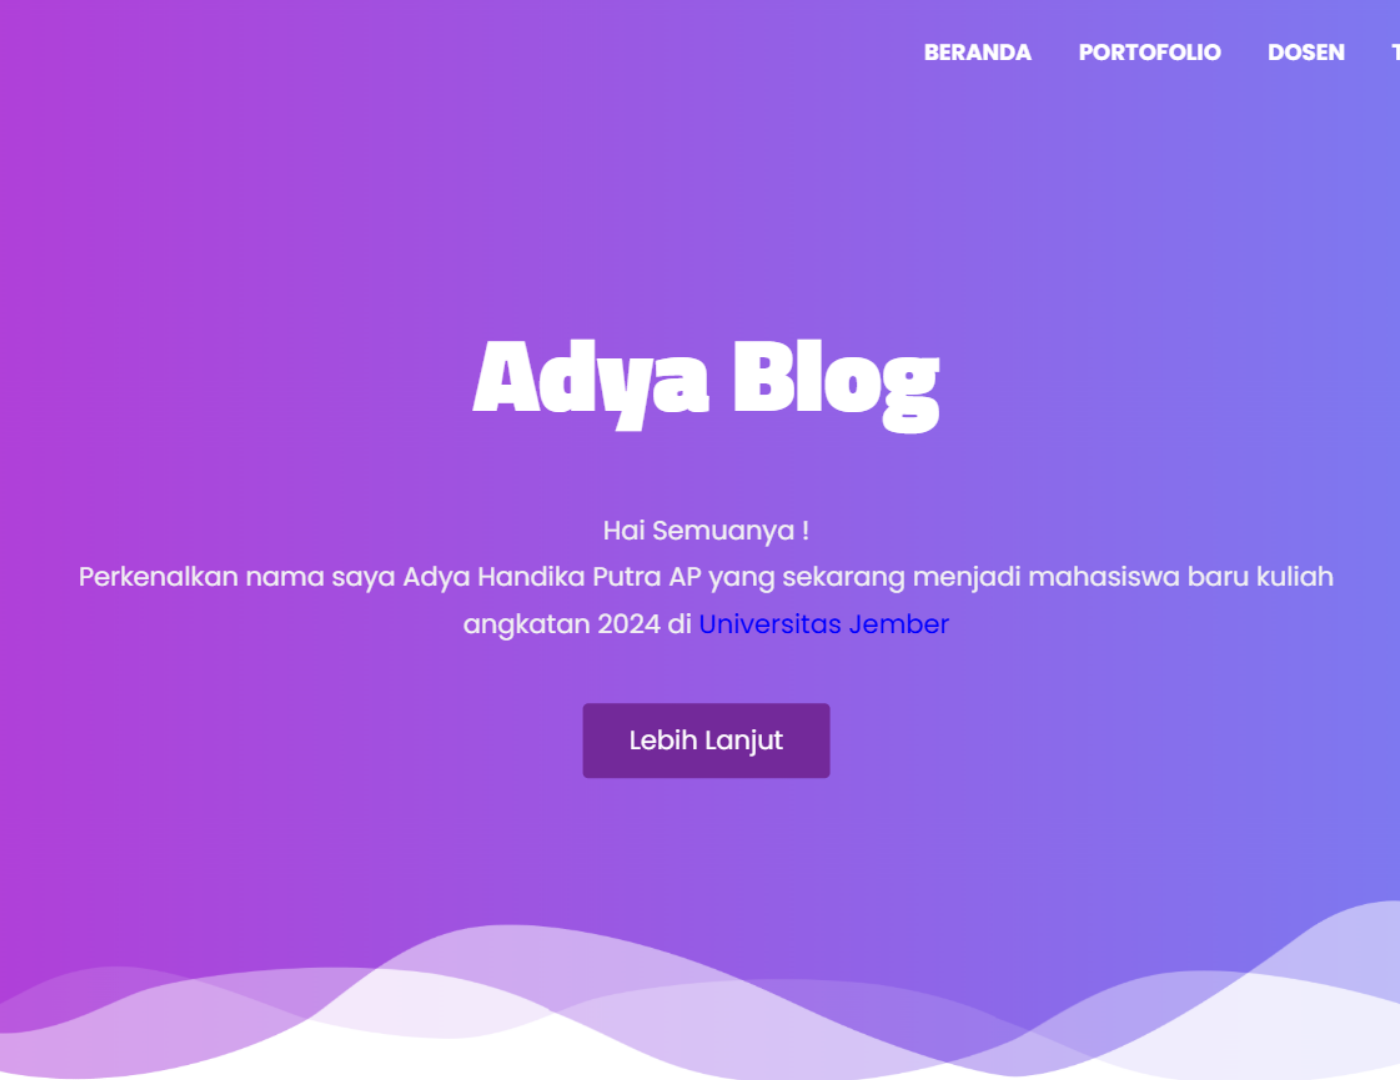 BERANDA PORTOFOLIO DOSEN
Adya Blog
Hai Semuanya !
Perkenalkan nama saya Adya Handika Putra AP yang sekarang menjadi mahasiswa baru kuliah
angkatan 2024 di Universitas Jember
Lebih Lanjut